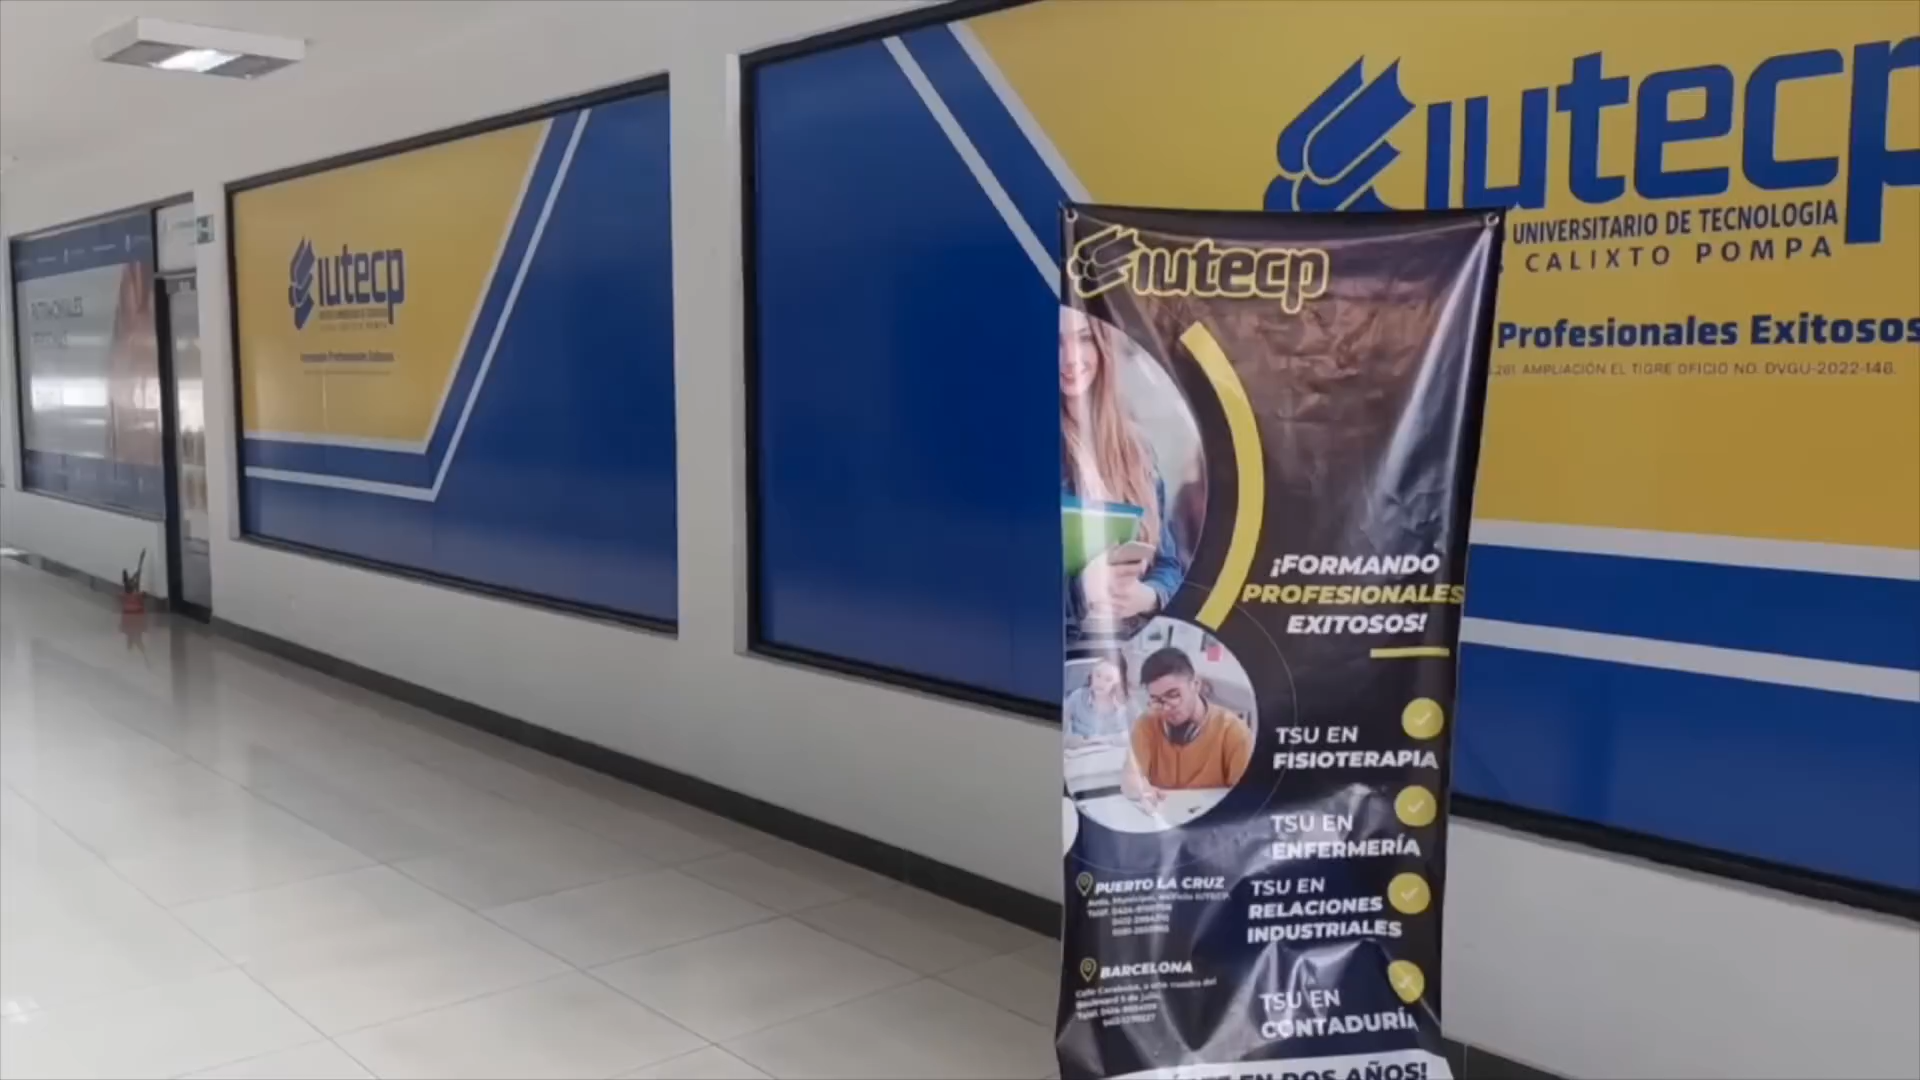 iutecp
UNIVERSITARIO DE TECNOLOGIA
CALIXTO POMPA
Profesionales Exitosos
AMPLIACIÓN EL TIGRE OFICIO NO. DVGU-2022-146.
iutecp
iutecp
¡FORMANDO
PROFESIONALES
EXITOSOS!
TSU EN
FISIOTERAPIA
TSU EN
ENFERMERÍA
TSU EN
RELACIONES
INDUSTRIALES
TSU EN
CONTADURÍA
PUERTO LA CRUZ
BARCELONA
EN DOS AÑOS!